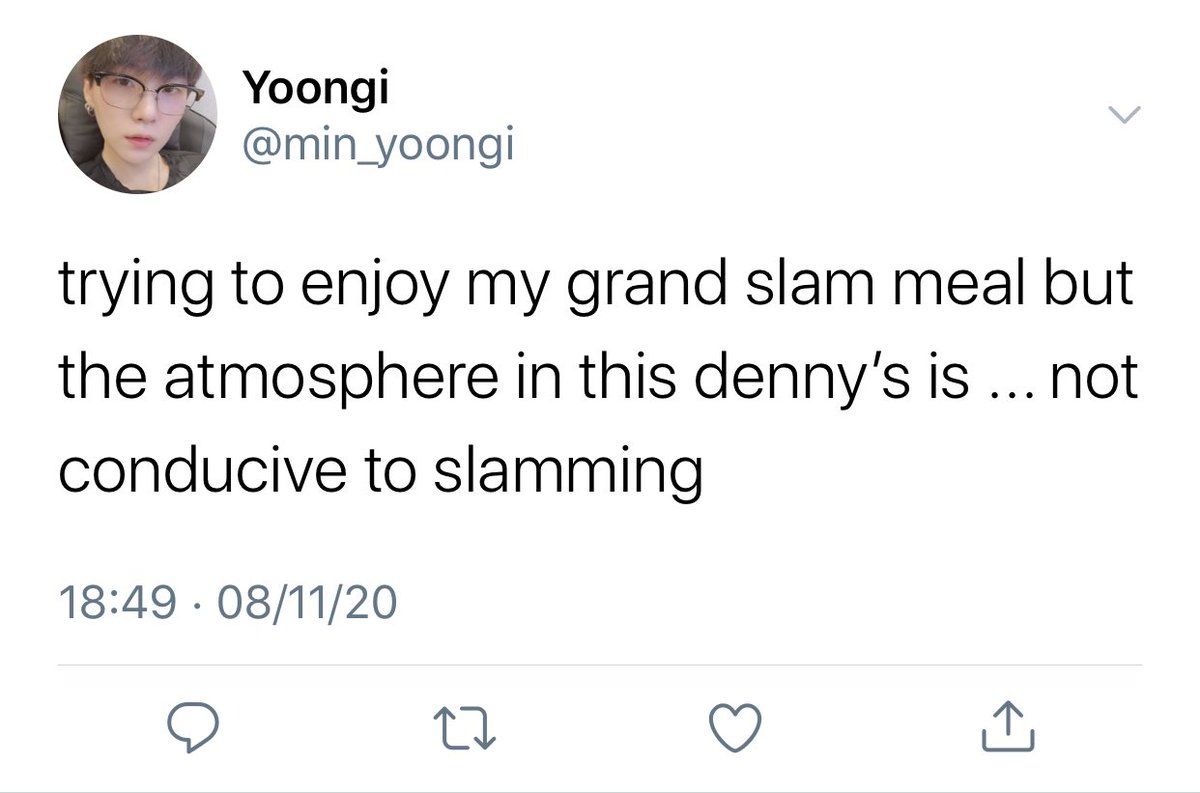 Yoongi
@min_yoongi
trying to enjoy my grand slam meal but
the atmosphere in this denny’s is ... not
conducive to slamming
18:49 · 08/11/20